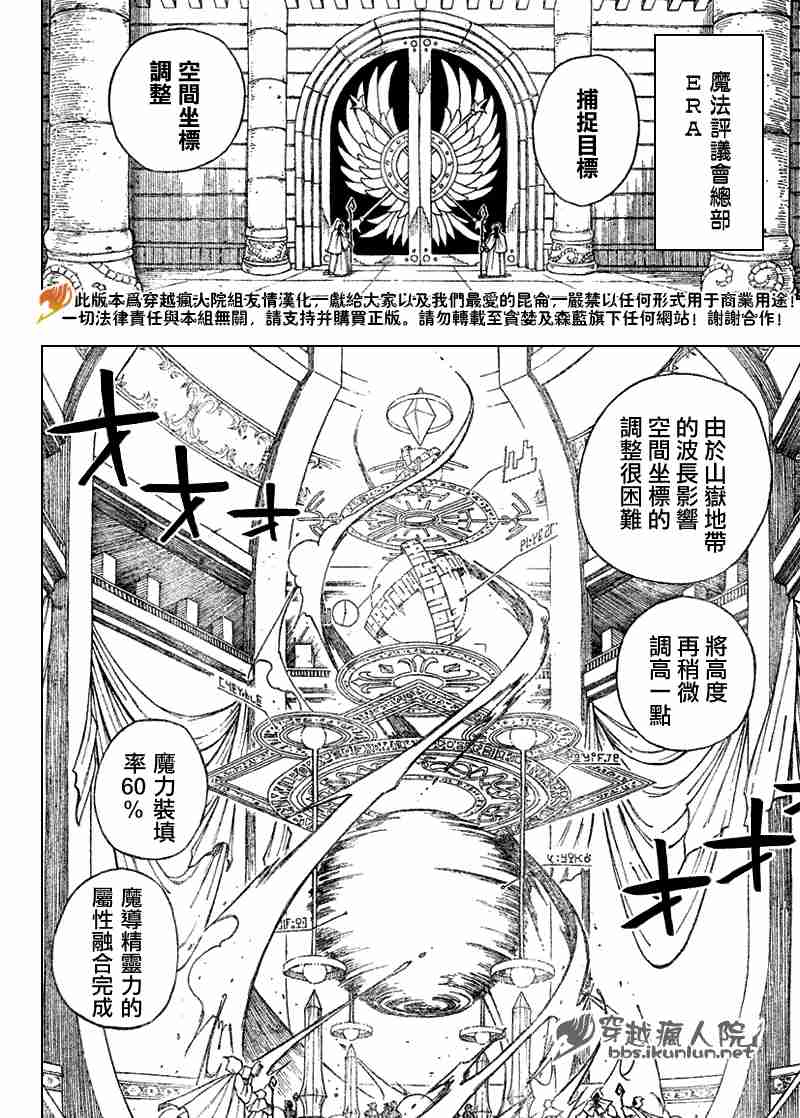 魔法評議會總部
ERA
捕捉目標
空間坐標
調整
此版本爲穿越瘋人院組友情漢化，獻給大家以及我們最愛的昆侖，嚴禁以任何形式用于商業用途！
一切法律責任與本組無關，請支持并購買正版。請勿轉載至貪婪及森藍旗下任何網站！謝謝合作！
由於山嶽地帶
的波長影響
空間坐標的
調整很困難
將高度
再稍微
調高一點
魔力裝填
率60%
魔導精靈力的
屬性融合完成
穿越瘋人院
bbs.ikunlun.net